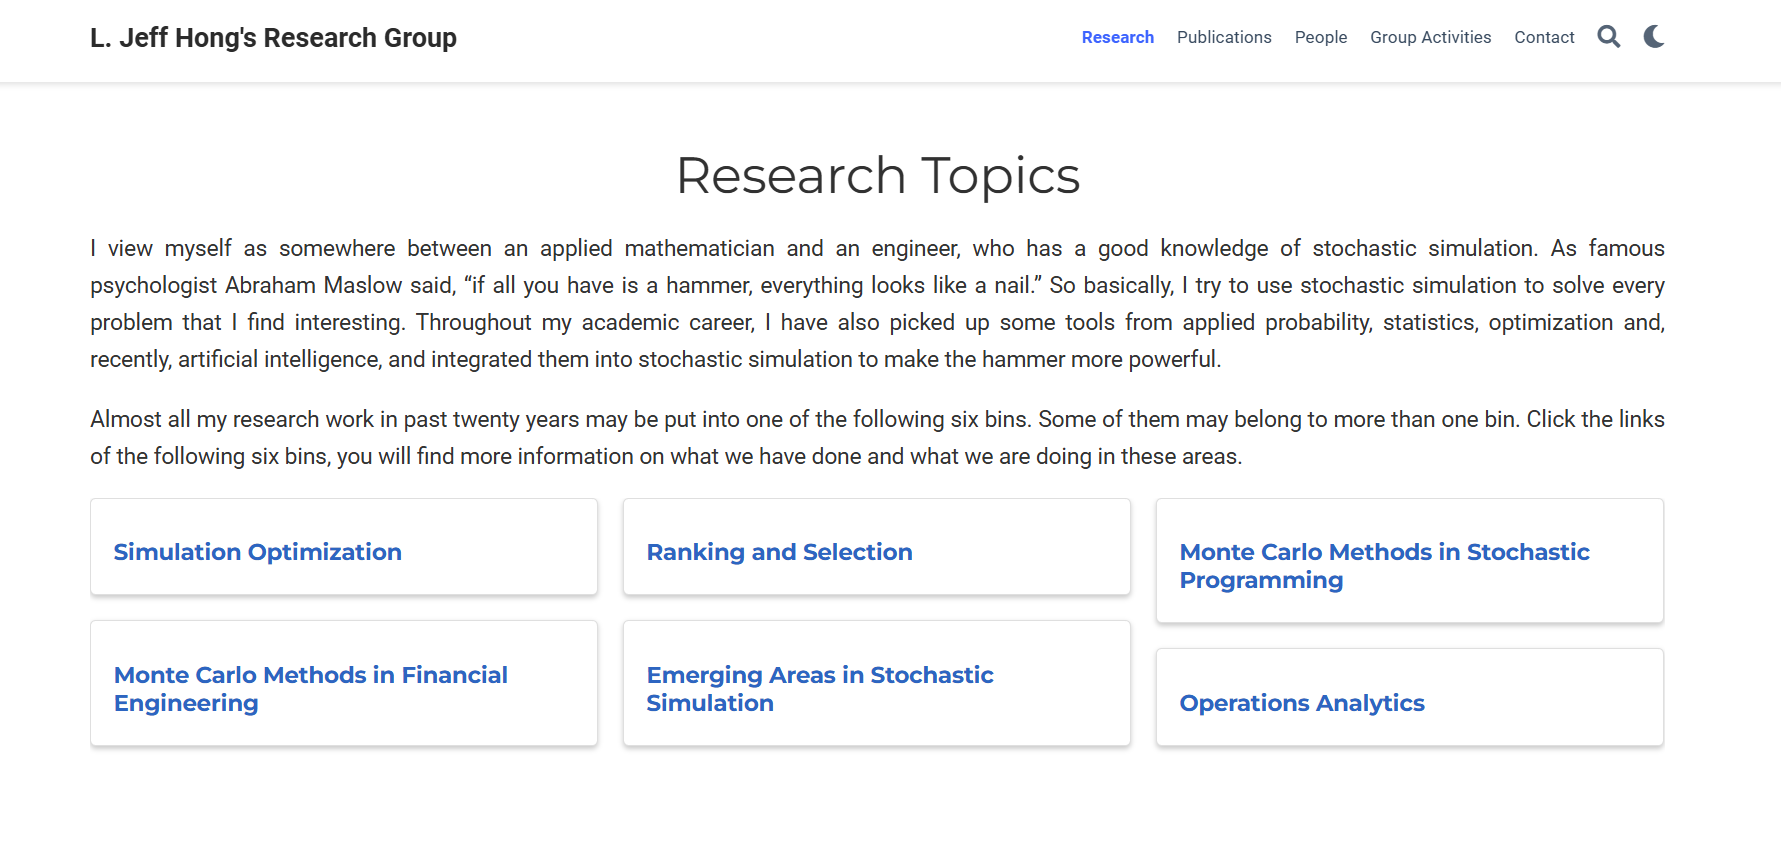 L. Jeff Hong's Research Group
Research Publications People Group Activities Contact
Research Topics
I view myself as somewhere between an applied mathematician and an engineer, who has a good knowledge of stochastic simulation. As famous
psychologist Abraham Maslow said, “if all you have is a hammer, everything looks like a nail.” So basically, I try to use stochastic simulation to solve every
problem that I find interesting. Throughout my academic career, I have also picked up some tools from applied probability, statistics, optimization and,
recently, artificial intelligence, and integrated them into stochastic simulation to make the hammer more powerful.
Almost all my research work in past twenty years may be put into one of the following six bins. Some of them may belong to more than one bin. Click the links
of the following six bins, you will find more information on what we have done and what we are doing in these areas.
Simulation Optimization
Ranking and Selection
Monte Carlo Methods in Stochastic
Programming
Monte Carlo Methods in Financial
Engineering
Emerging Areas in Stochastic
Simulation
Operations Analytics